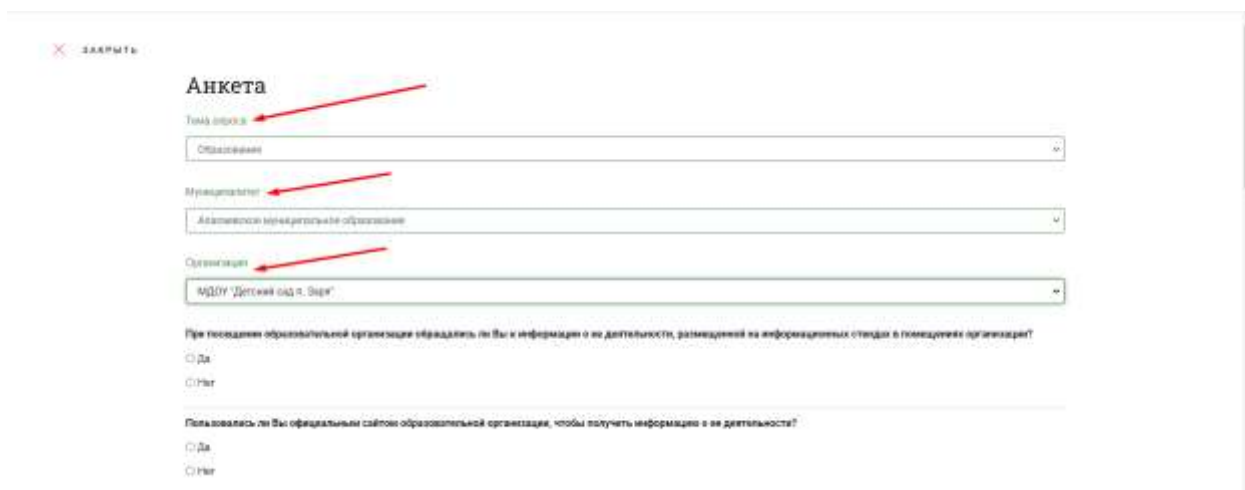 ЗАКРЫТЬ
Анкета
Тема опроса
Образование
Муниципалитет
Алапаевское муниципальное образование
Организация
МДОУ "Детский сад п. Заря"
При посещении образовательной организации обращались ли Вы к информации о ее деятельности, размещенной на информационных стендах в помещениях организации?
Да
Нет
Пользовались ли Вы официальным сайтом образовательной организации, чтобы получить информацию о ее деятельности?
Да
Нет